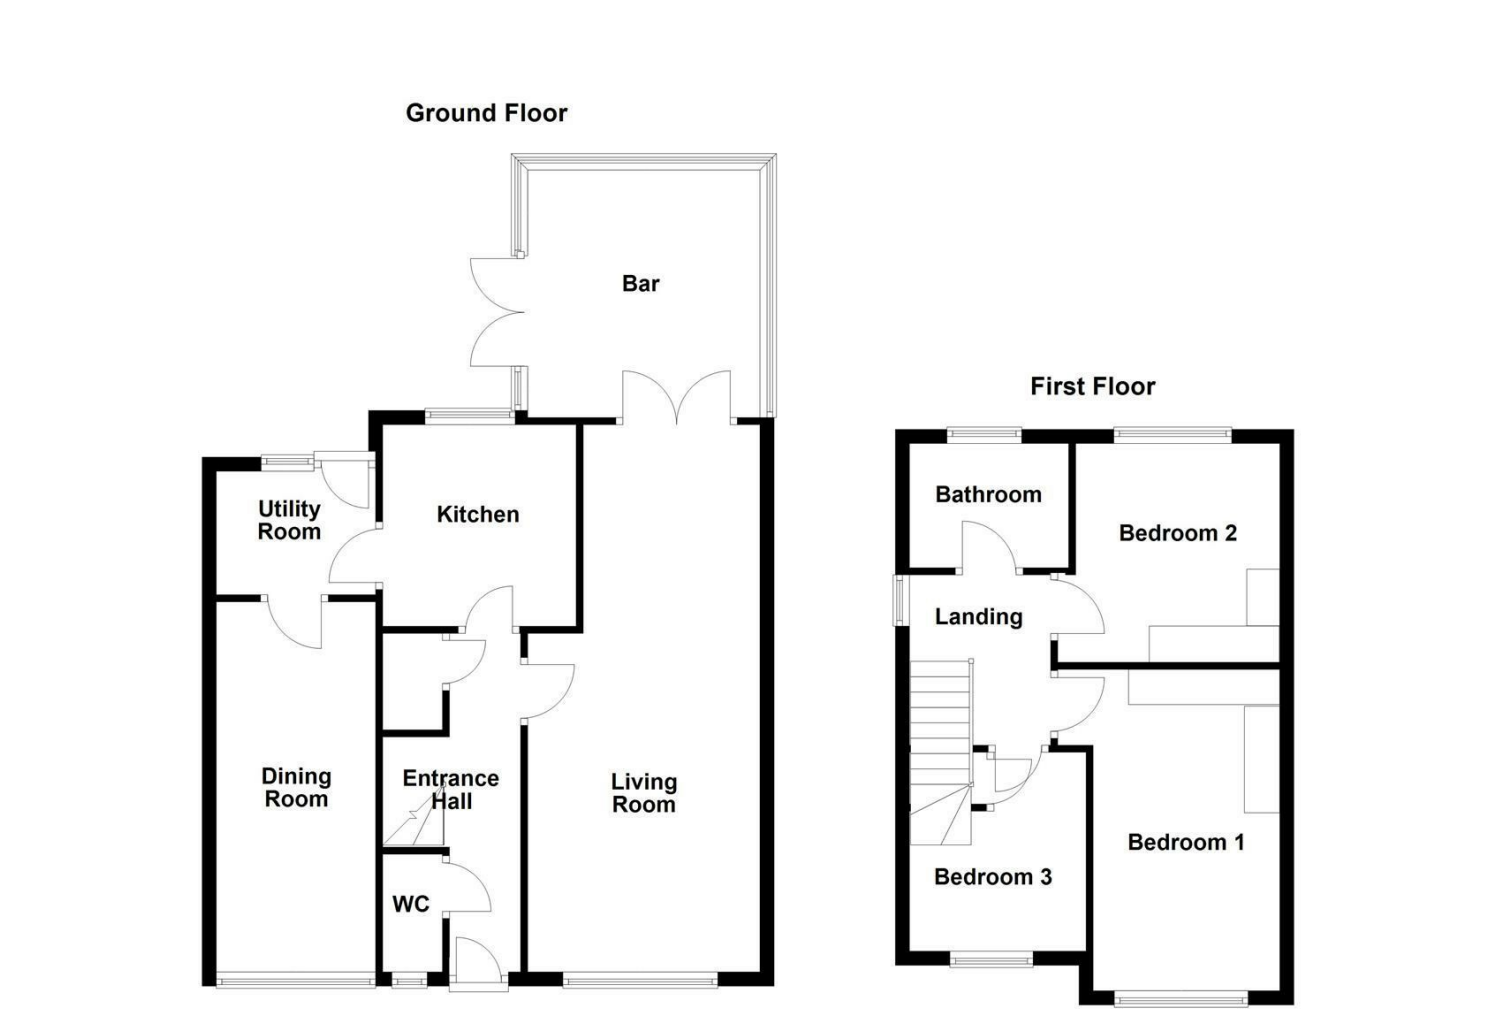 Ground Floor
Bar
Utility
Room
Kitchen
Dining
Room
Entrance
Hall
Living
Room
WC
First Floor
Bathroom
Bedroom 2
Landing
Bedroom 1
Bedroom 3